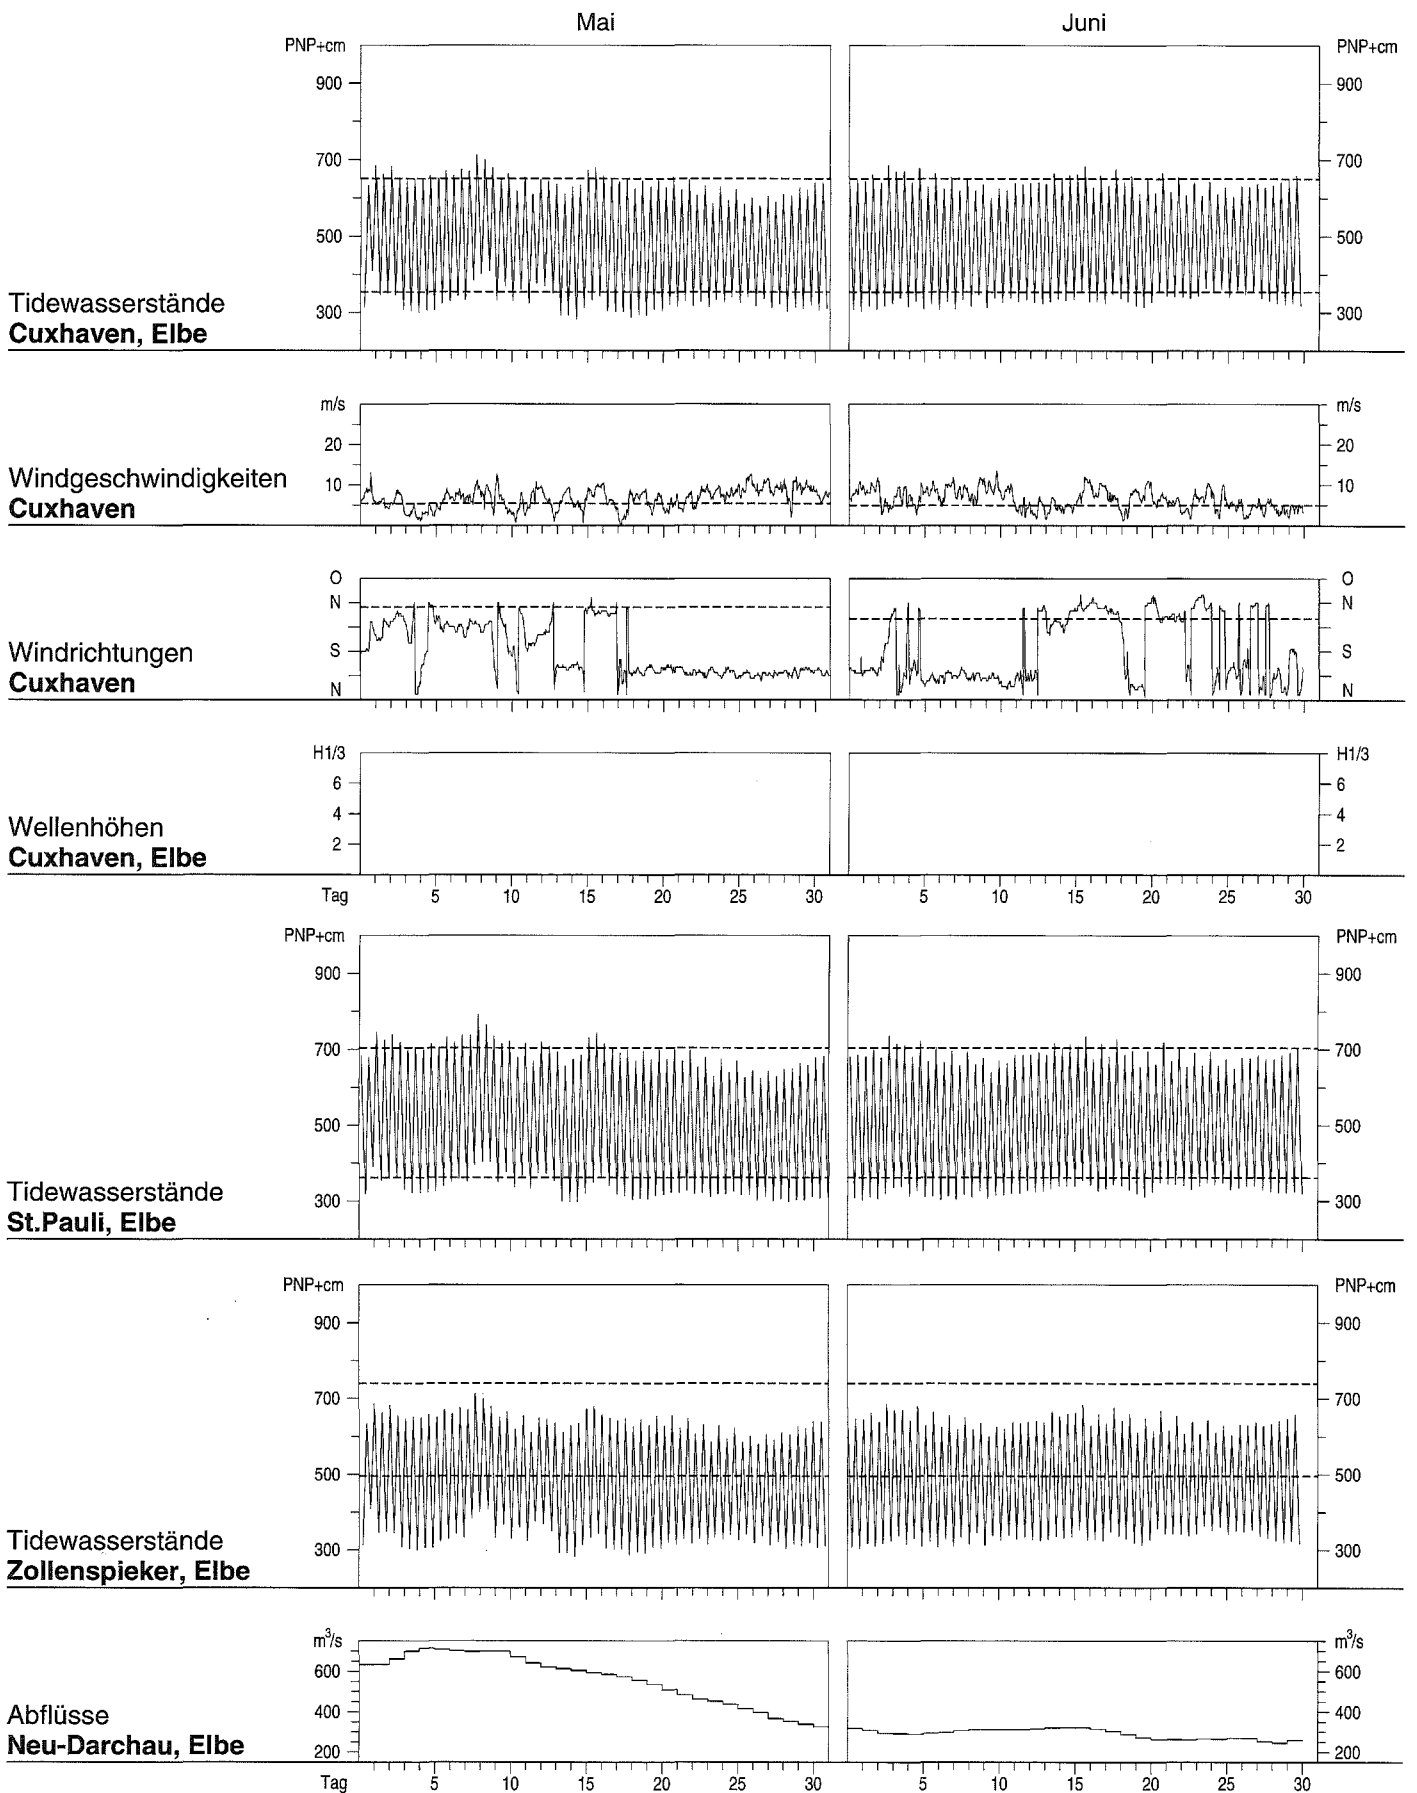 Mai Juni
PNP+cm PNP+cm
900 900
700 700
500 500
300 300
Tidewasserstände
Cuxhaven, Elbe
m/s m/s
20 20
10 10
Windgeschwindigkeiten
Cuxhaven
O O
N N
S S
N N
Windrichtungen
Cuxhaven
H1/3 H1/3
6 6
4 4
2 2
Wellenhöhen
Cuxhaven, Elbe
Tag 5 10 15 20 25 30 5 10 15 20 25 30
PNP+cm PNP+cm
900 900
700 700
500 500
300 300
Tidewasserstände
St.Pauli, Elbe
PNP+cm PNP+cm
900 900
700 700
500 500
300 300
Tidewasserstände
Zollenspieker, Elbe
m³/s m³/s
600 600
400 400
200 200
Abflüsse
Neu-Darchau, Elbe
Tag 5 10 15 20 25 30 5 10 15 20 25 30